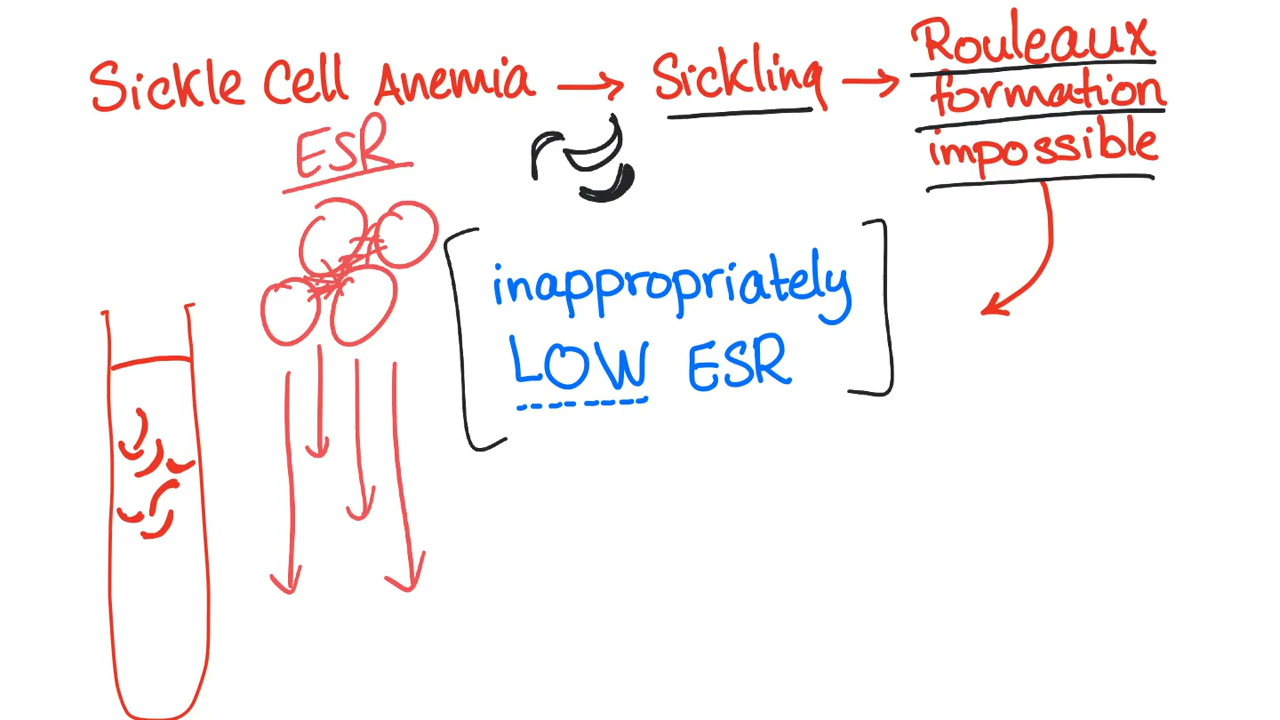 Sickle Cell Anemia → Sickling → Rouleaux
formation
impossible
ESR
inappropriately
LOW ESR